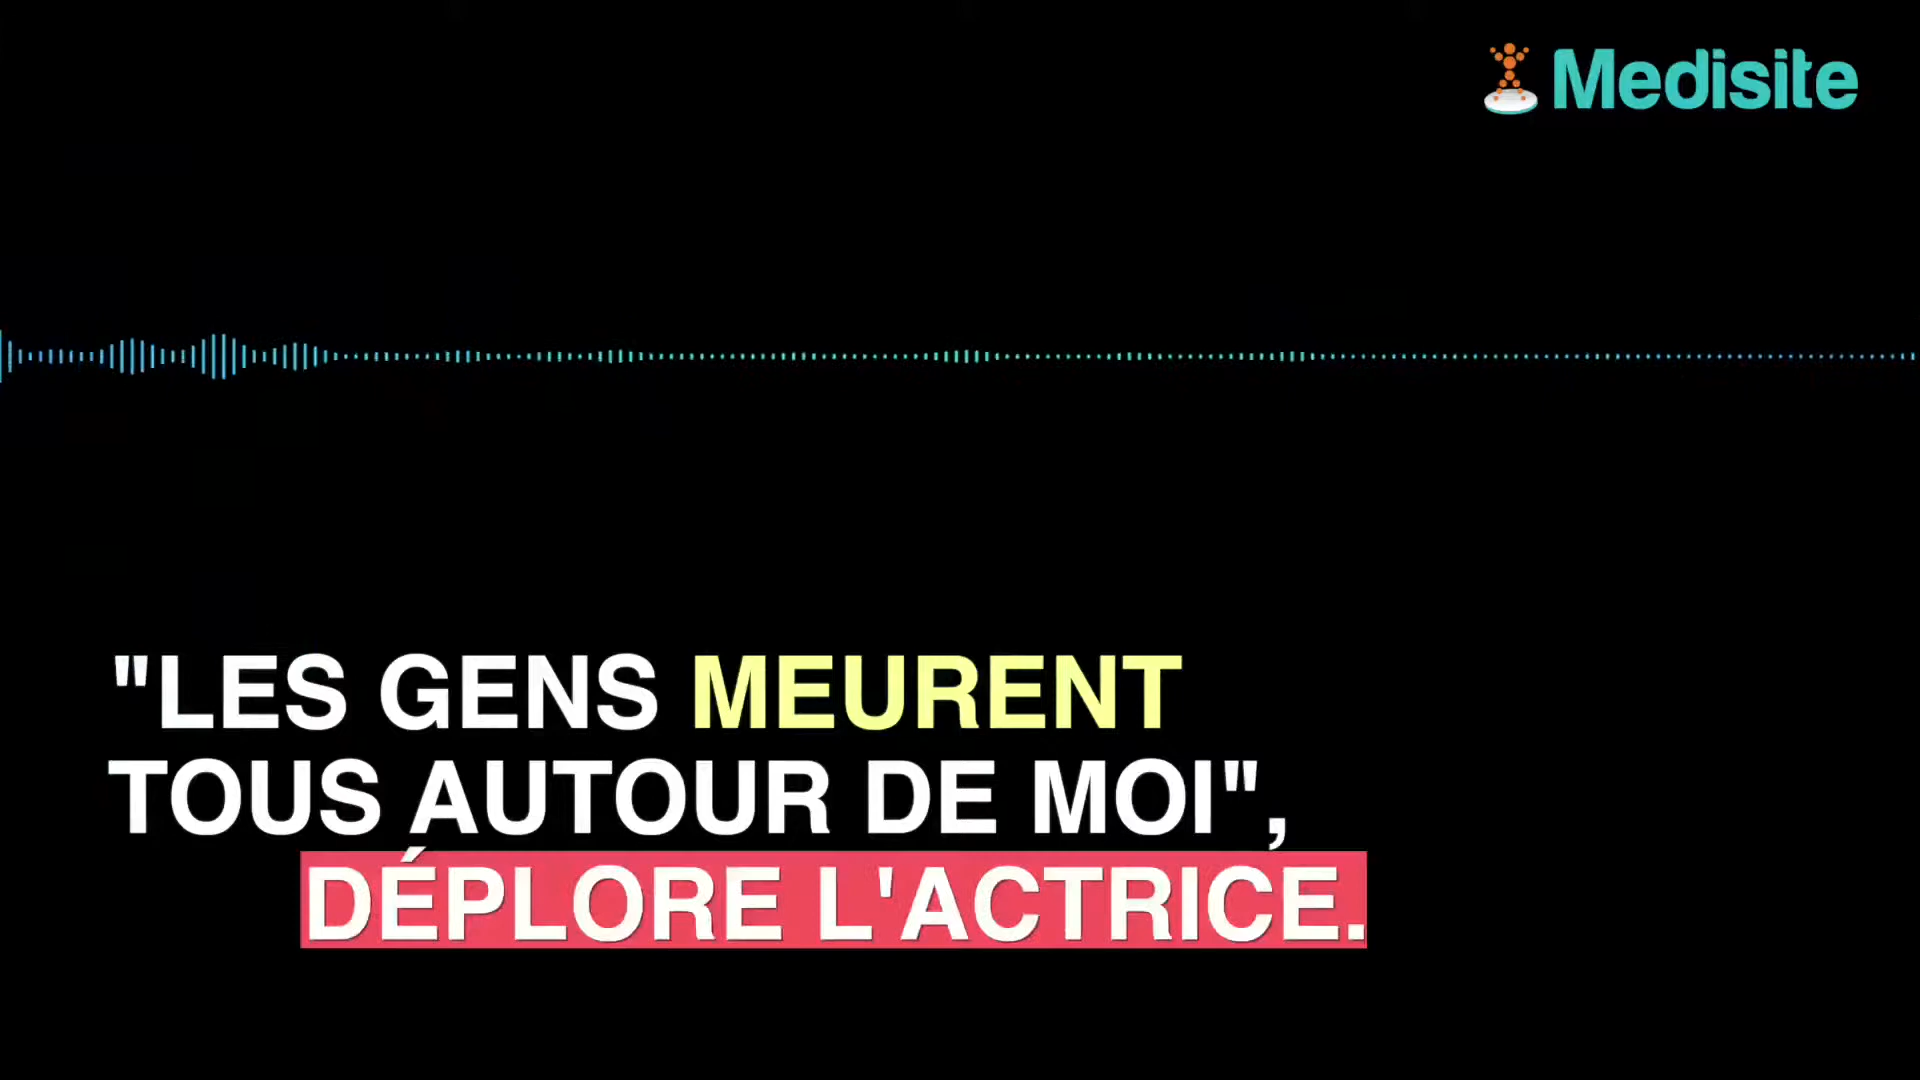 Medisite
"LES GENS MEURENT
TOUS AUTOUR DE MOI",
DÉPLORE L'ACTRICE.